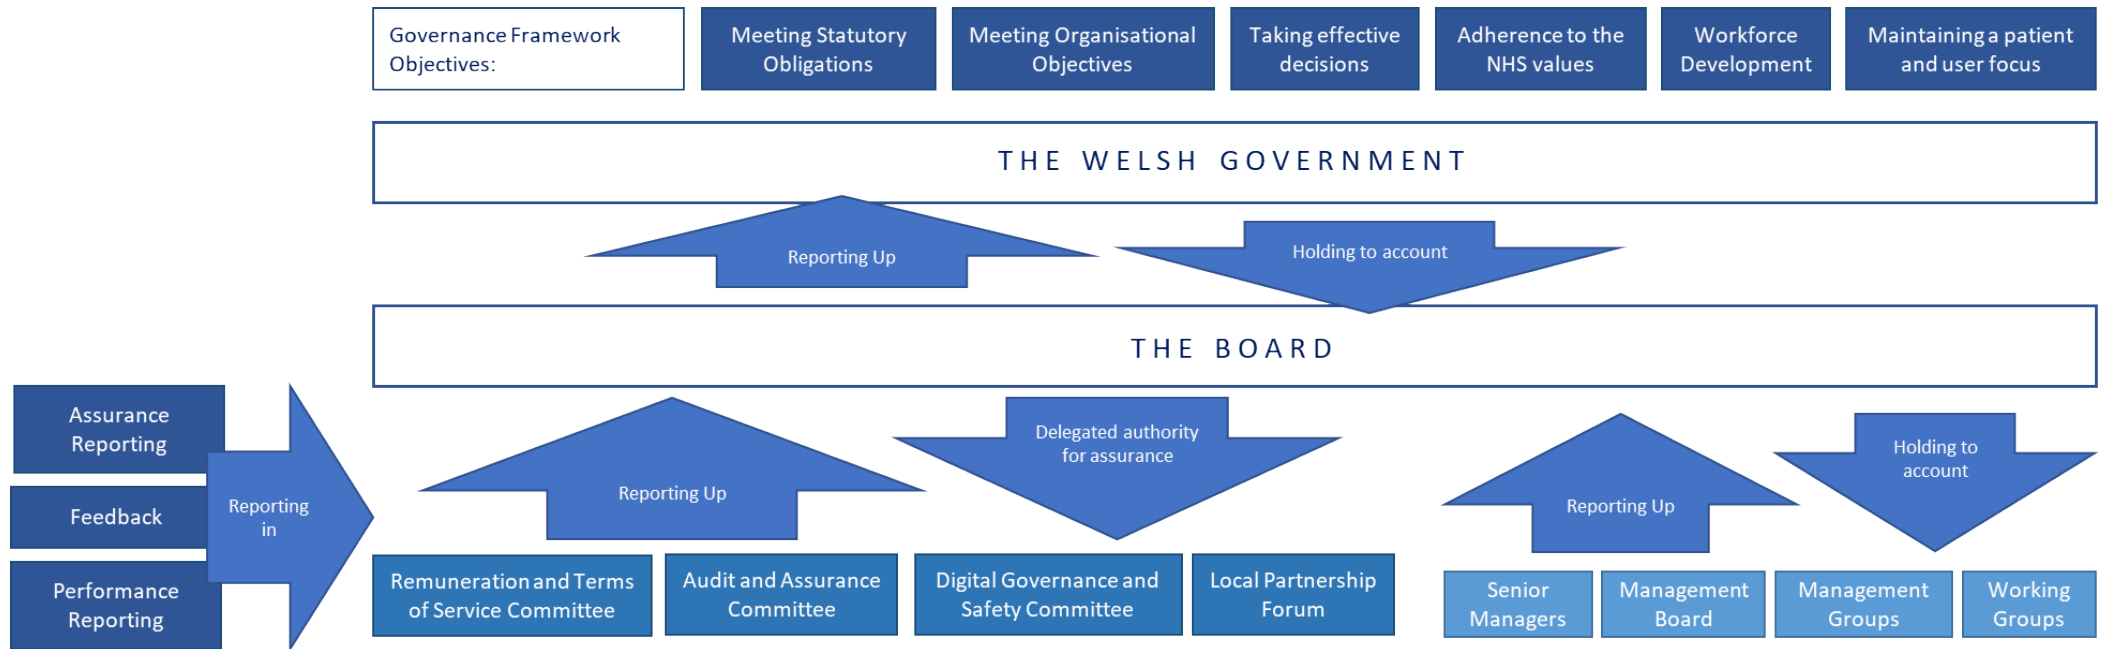 Governance Framework
Objectives:
Meeting Statutory
Obligations
Meeting Organisational
Objectives
Taking effective
decisions
Adherence to the
NHS values
Workforce
Development
Maintaining a patient
and user focus
THE WELSH GOVERNMENT
Reporting Up
Holding to account
THE BOARD
Assurance
Reporting
Feedback
Performance
Reporting
Reporting
in
Reporting Up
Delegated authority
for assurance
Reporting Up
Holding to
account
Remuneration and Terms
of Service Committee
Audit and Assurance
Committee
Digital Governance and
Safety Committee
Local Partnership
Forum
Senior
Managers
Management
Board
Management
Groups
Working
Groups